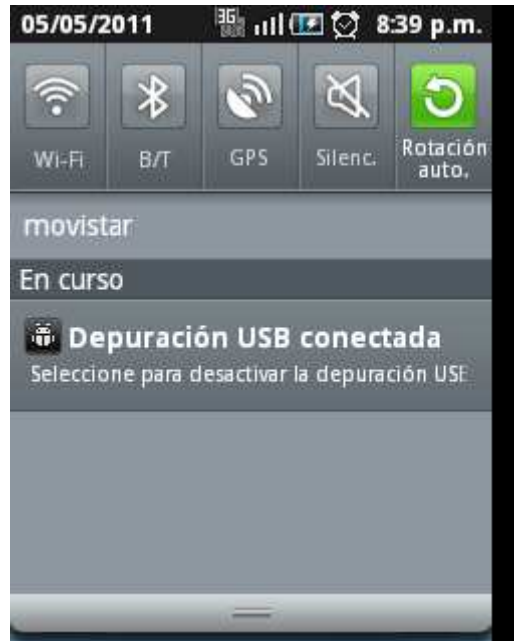 05/05/2011 3G 8:39 p.m.
Wi-Fi B/T GPS Silenc. Rotación auto.
movistar
En curso
Depuración USB conectada
Seleccione para desactivar la depuración USB